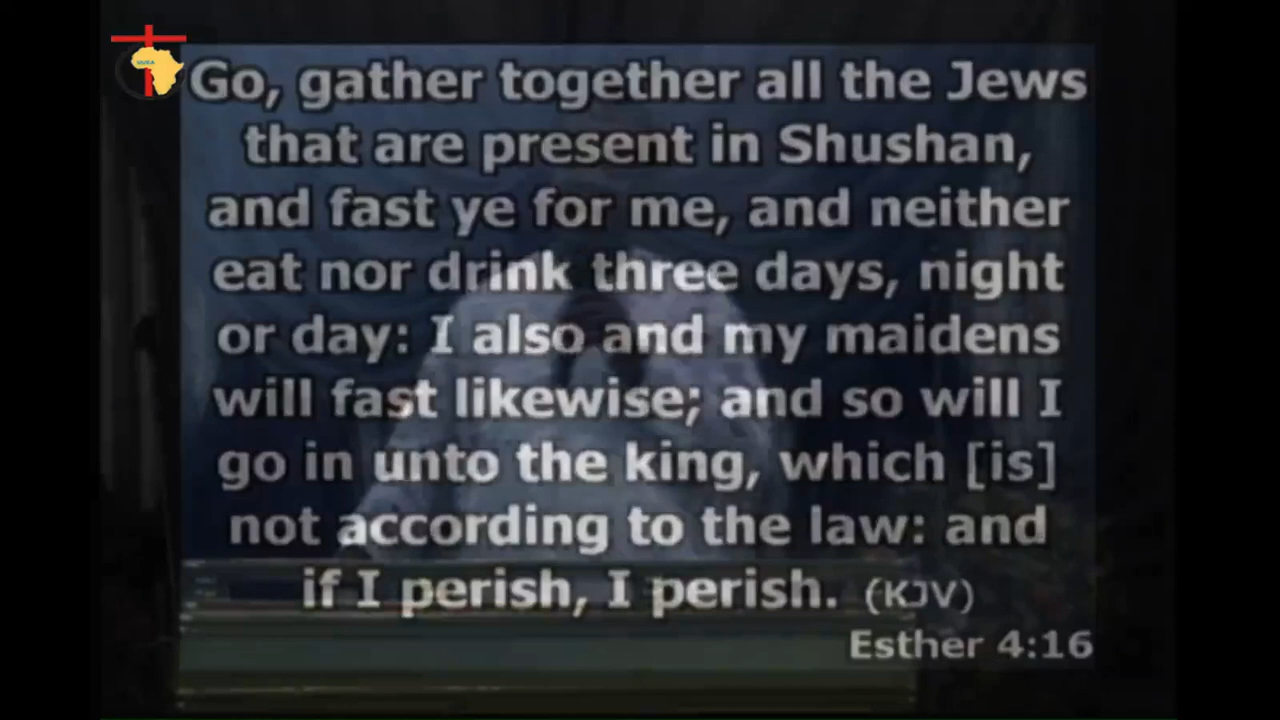 Go, gather together all the Jews
that are present in Shushan,
and fast ye for me, and neither
eat nor drink three days, night
or day: I also and my maidens
will fast likewise; and so will I
go in unto the king, which [is]
not according to the law: and
if I perish, I perish. (KJV)
Esther 4:16